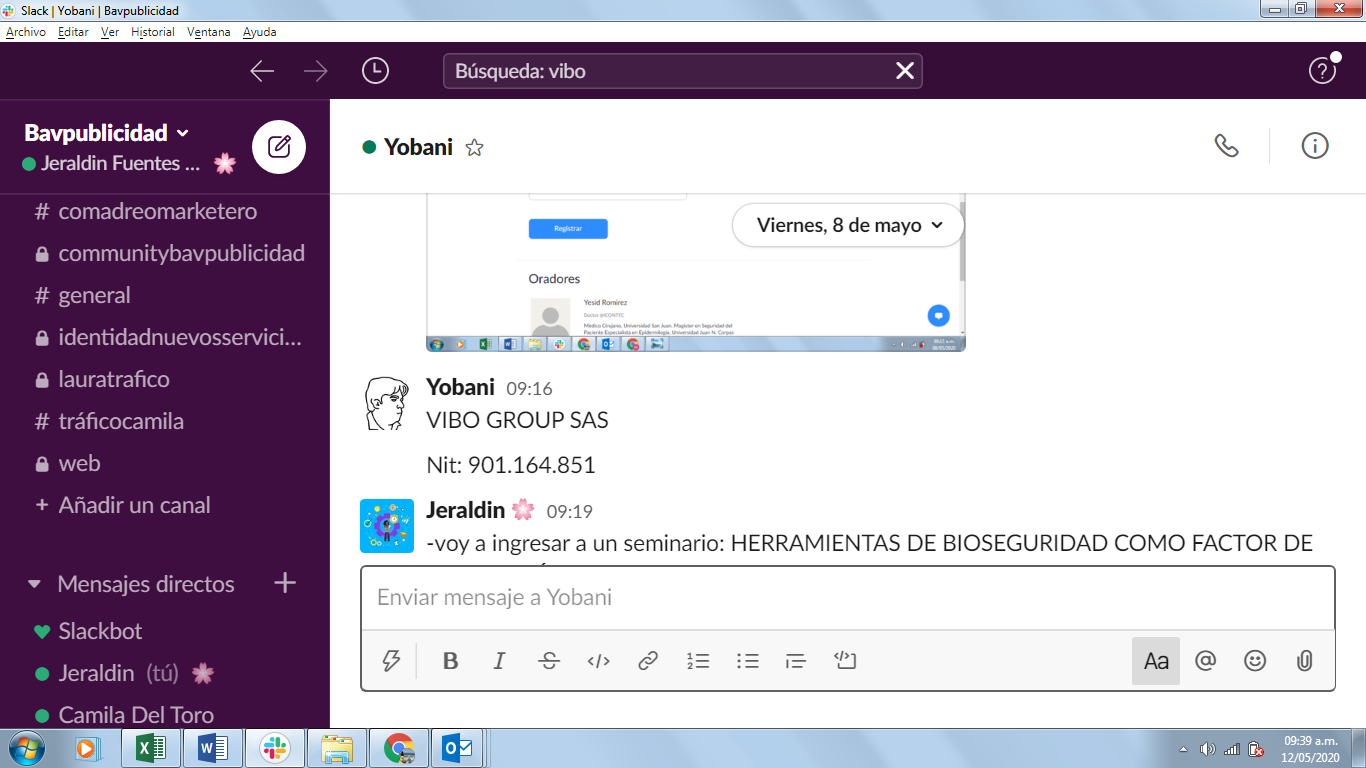 Slack | Yobani | Bavpublicidad
Archivo Editar Ver Historial Ventana Ayuda
Búsqueda: vibo
Bavpublicidad
Jeraldin Fuentes ...
# comadreomarketero
communitybavpublicidad
# general
identidadnuevosservici...
lauratrafico
# tráficocamila
web
+ Añadir un canal
Mensajes directos +
Slackbot
Jeraldin (tú)
Camila Del Toro
Yobani
Registrar
Viernes, 8 de mayo
Oradores
Yesid Romirez
Doctor @ICONTEC
Médico Cirujano, Universidad San Juan. Magister en Seguridad del
Paciente Especialista en Epidemilogía, Universidad Juan N. Corpas
Yobani 09:16
VIBO GROUP SAS
Nit: 901.164.851
Jeraldin 09:19
-voy a ingresar a un seminario: HERRAMIENTAS DE BIOSEGURIDAD COMO FACTOR DE
Enviar mensaje a Yobani
B I S </> Aa @
09:39 a.m.
12/05/2020